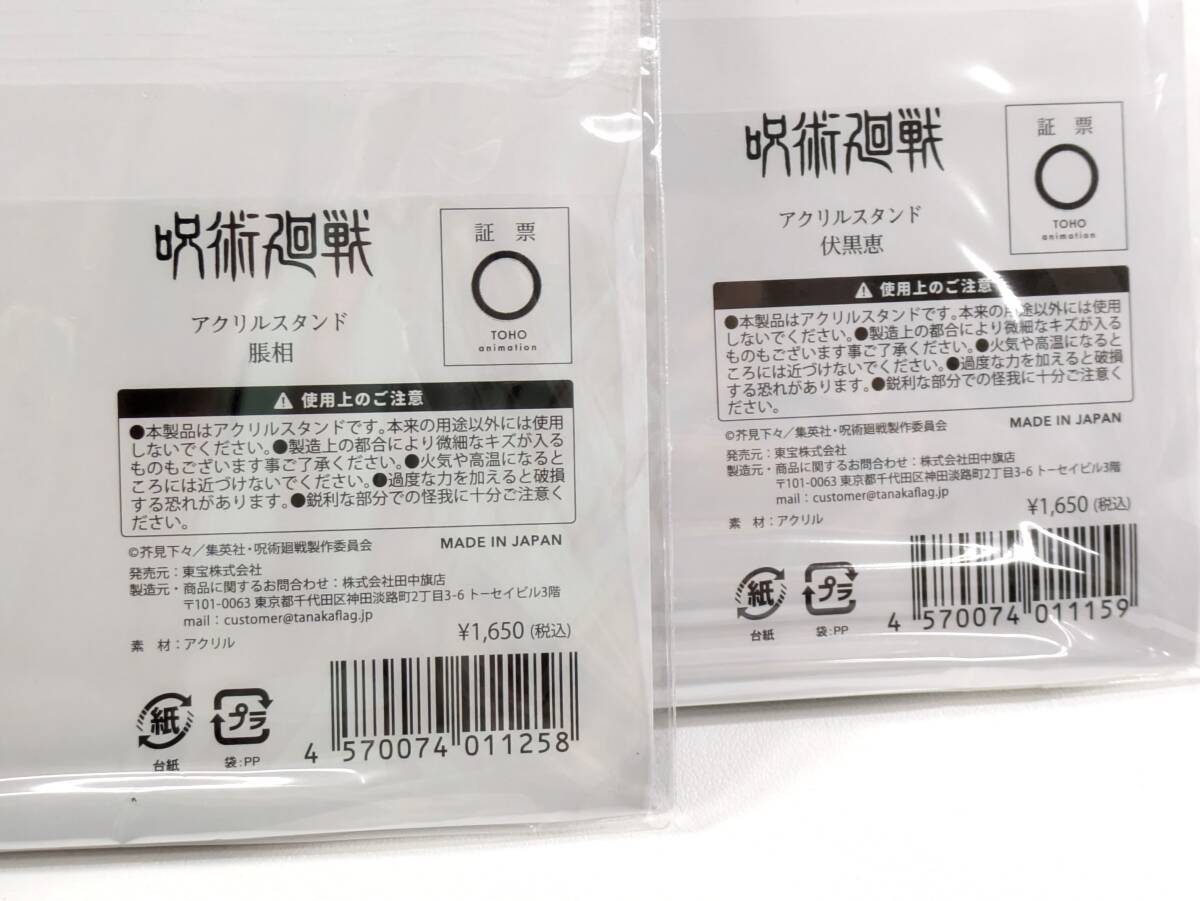 呪術廻戦
アクリルスタンド
脹相
証 票
TOHO
animation
⚠ 使用上のご注意
●本製品はアクリルスタンドです。本来の用途以外には使用
しないでください。●製造上の都合により微細なキズが入る
ものもございます事ご了承ください。●火気や高温になると
ころには近づけないでください。●過度な力を加えると破損
する恐れがあります。●鋭利な部分での怪我に十分ご注意く
ださい。
©芥見下々／集英社・呪術廻戦製作委員会
MADE IN JAPAN
発売元：東宝株式会社
製造元・商品に関するお問合わせ：株式会社田中旗店
〒101-0063 東京都千代田区神田淡路町2丁目3-6 トーセイビル3階
mail：customer@tanakaflag.jp
素 材：アクリル
¥1,650 (税込)
紙
台紙
プラ
袋:PP
4 570074 011258
呪術廻戦
アクリルスタンド
伏黒恵
証 票
TOHO
animation
⚠ 使用上のご注意
●本製品はアクリルスタンドです。本来の用途以外には使用
しないでください。●製造上の都合により微細なキズが入る
ものもございます事ご了承ください。●火気や高温になると
ころには近づけないでください。●過度な力を加えると破損
する恐れがあります。●鋭利な部分での怪我に十分ご注意く
ださい。
©芥見下々／集英社・呪術廻戦製作委員会
MADE IN JAPAN
発売元：東宝株式会社
製造元・商品に関するお問合わせ：株式会社田中旗店
〒101-0063 東京都千代田区神田淡路町2丁目3-6 トーセイビル3階
mail：customer@tanakaflag.jp
素 材：アクリル
¥1,650 (税込)
紙
台紙
プラ
袋:PP
4 570074 011159